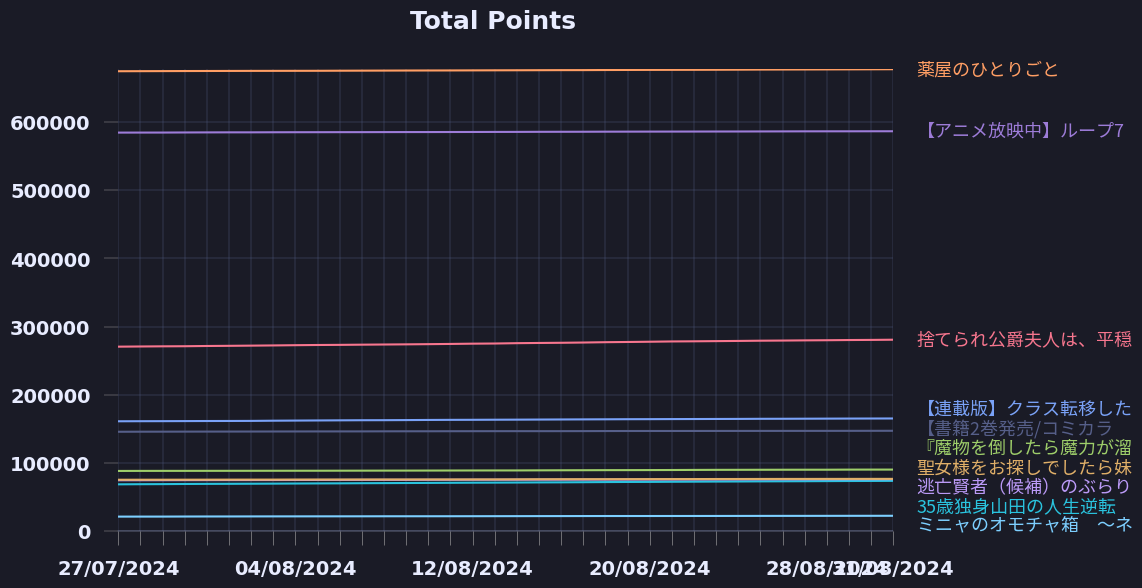 Total Points
薬屋のひとりごと
600000
【アニメ放映中】ループ7
500000
400000
300000
捨てられ公爵夫人は、平穏
200000
【連載版】クラス転移した
【書籍2巻発売/コミカラ
『魔物を倒したら魔力が溜
100000
聖女様をお探しでしたら妹
逃亡賢者（候補）のぶらり
35歳独身山田の人生逆転
ミニャのオモチャ箱　～ネ
0
27/07/2024
04/08/2024
12/08/2024
20/08/2024
28/08/2024
31/08/2024